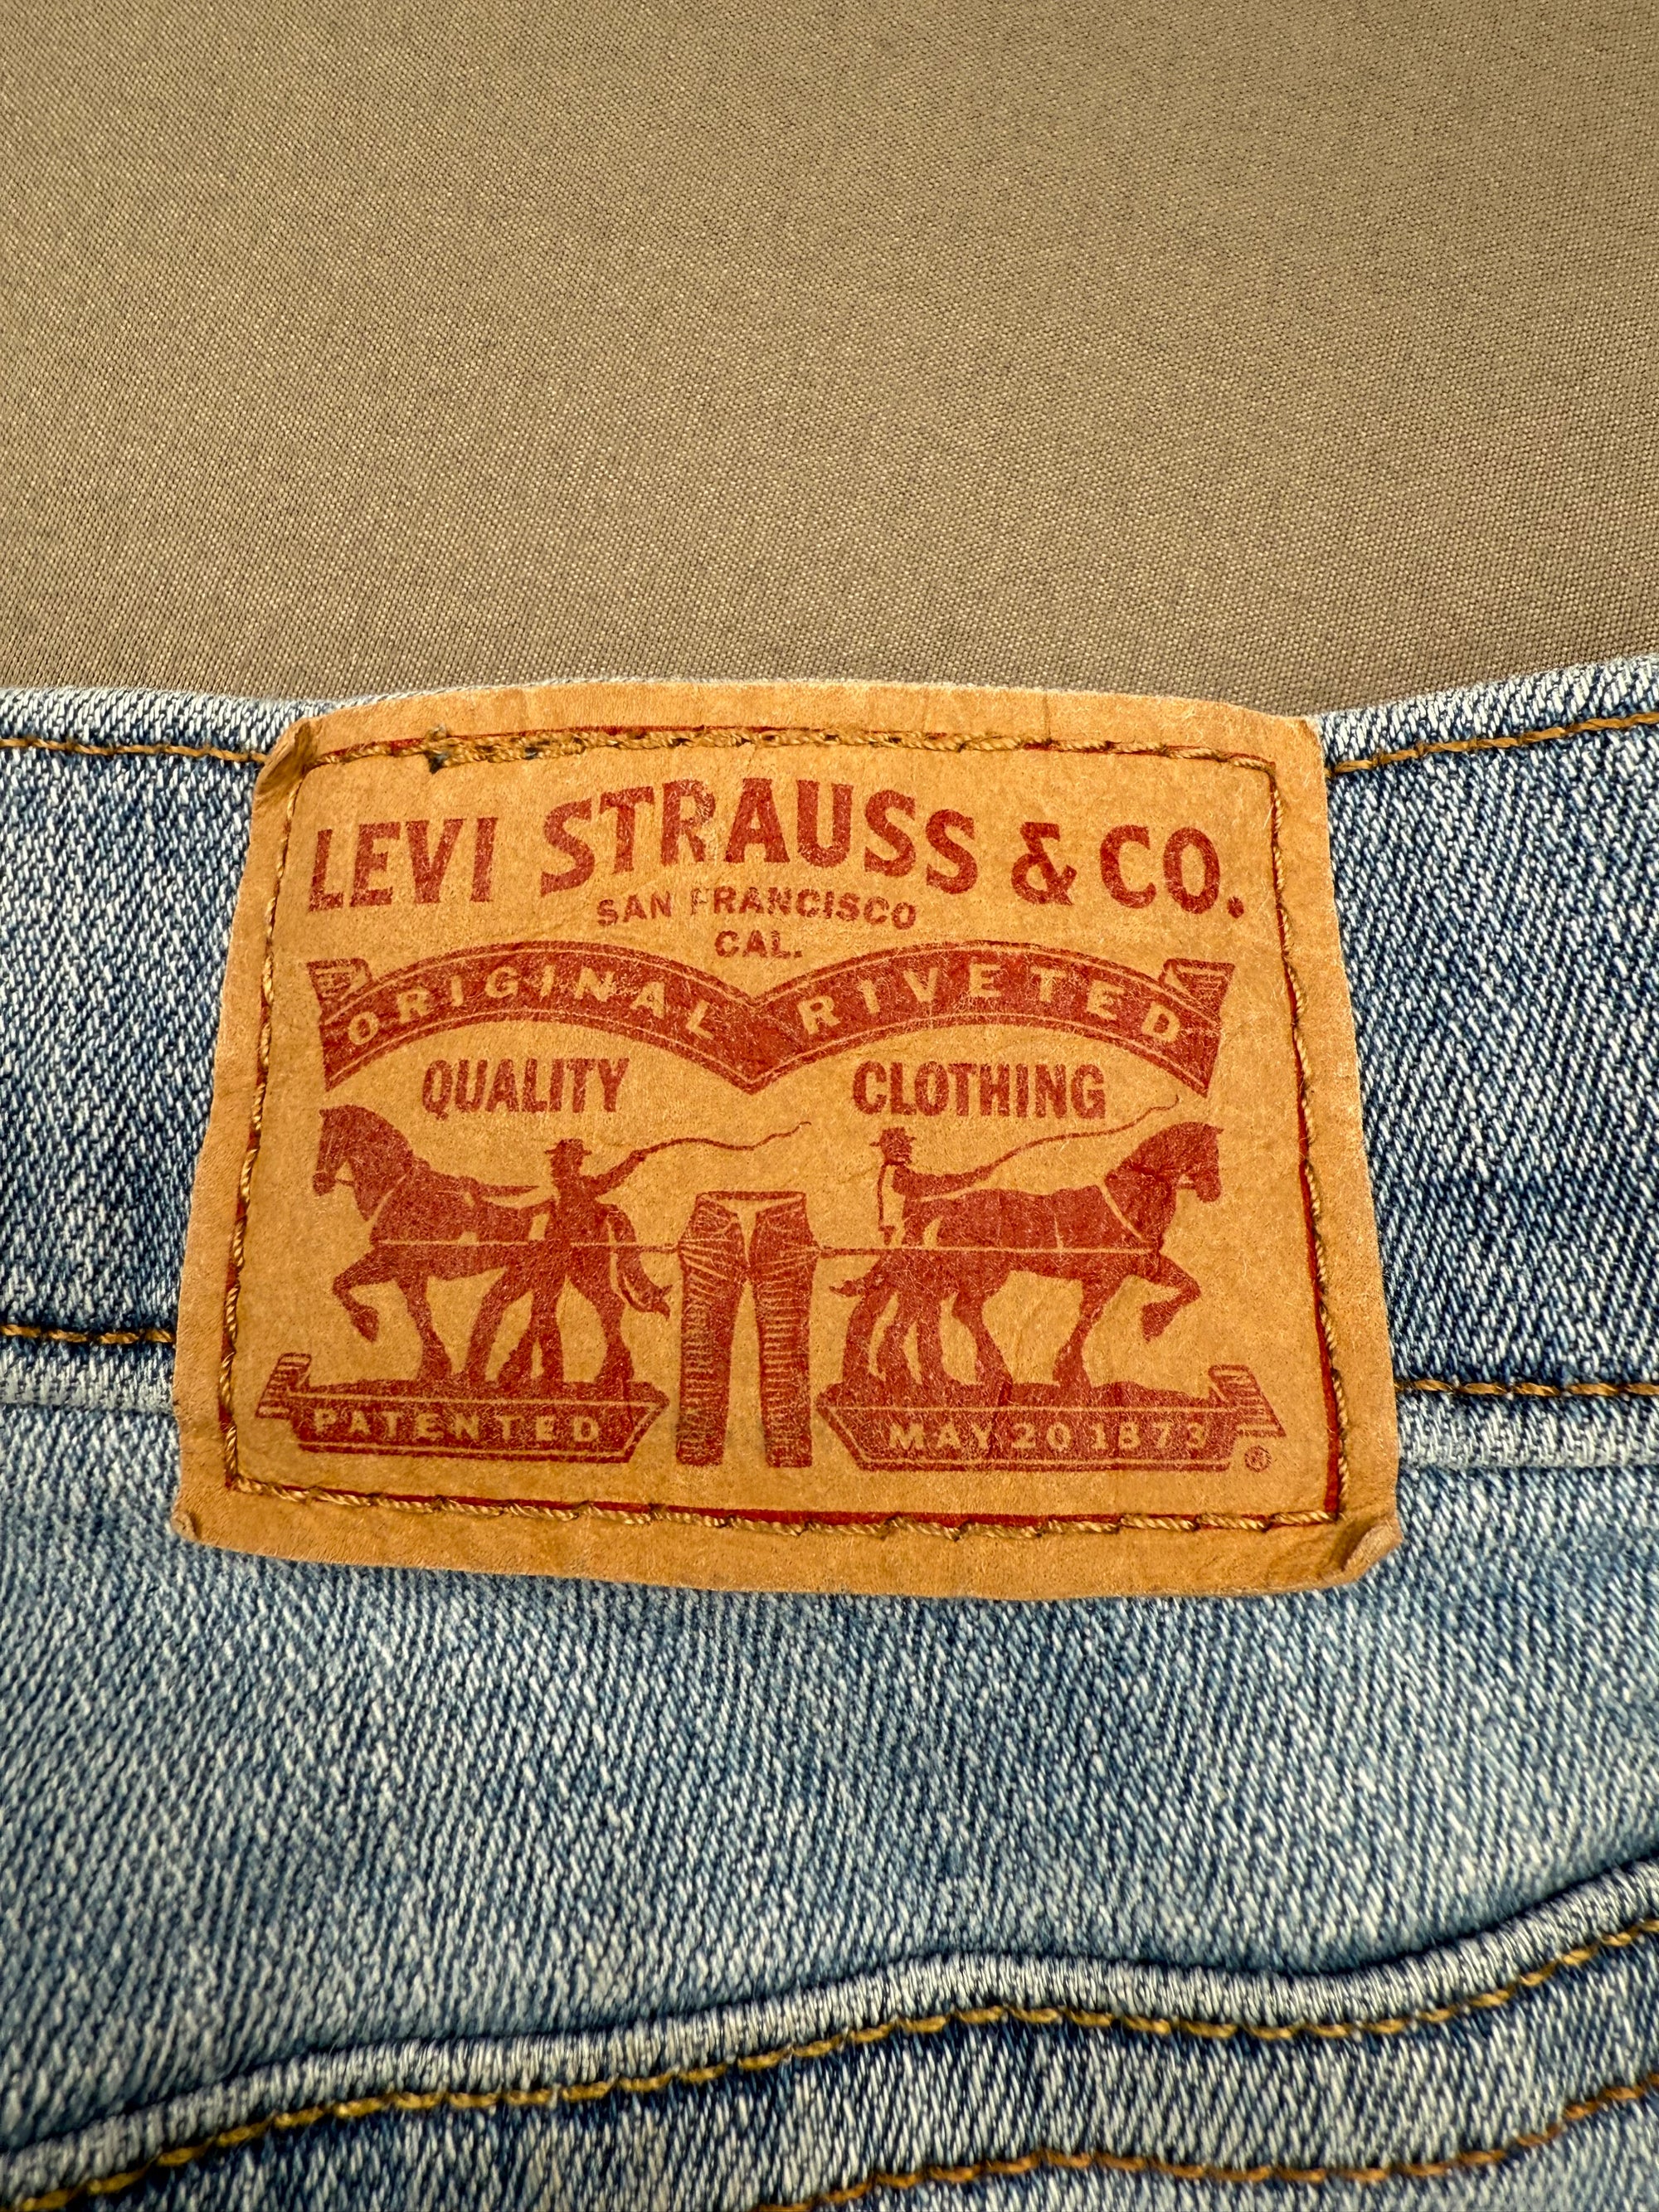 LEVI STRAUSS & CO.
SAN FRANCISCO
CAL.
ORIGINAL RIVETED
QUALITY CLOTHING
PATENTED MAY 20 1873
®